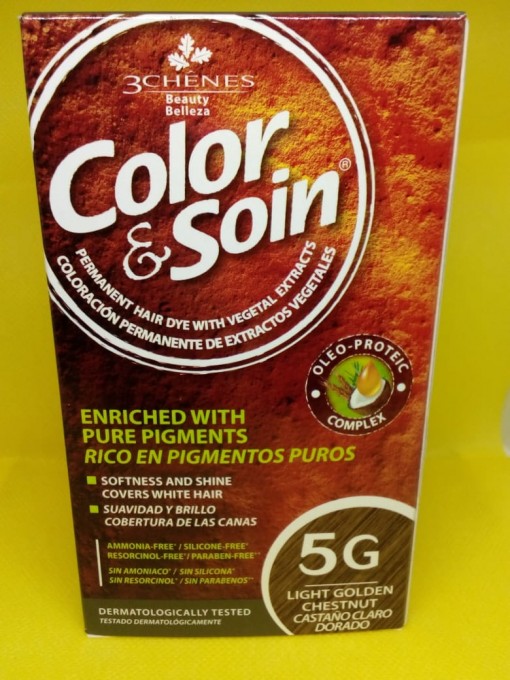 3CHÊNES
Beauty
Belleza
Color
& Soin®
PERMANENT HAIR DYE WITH VEGETAL EXTRACTS
COLORACIÓN PERMANENTE DE EXTRACTOS VEGETALES
OLEO-PROTEIC
COMPLEX
ENRICHED WITH
PURE PIGMENTS
RICO EN PIGMENTOS PUROS
SOFTNESS AND SHINE
COVERS WHITE HAIR
SUAVIDAD Y BRILLO
COBERTURA DE LAS CANAS
AMMONIA-FREE* / SILICONE-FREE*
RESORCINOL-FREE* / PARABEN-FREE**
SIN AMONIACO* / SIN SILICONA*
SIN RESORCINOL* / SIN PARABENOS**
5G
LIGHT GOLDEN
CHESTNUT
CASTAÑO CLARO
DORADO
DERMATOLOGICALLY TESTED
TESTADO DERMATOLÓGICAMENTE